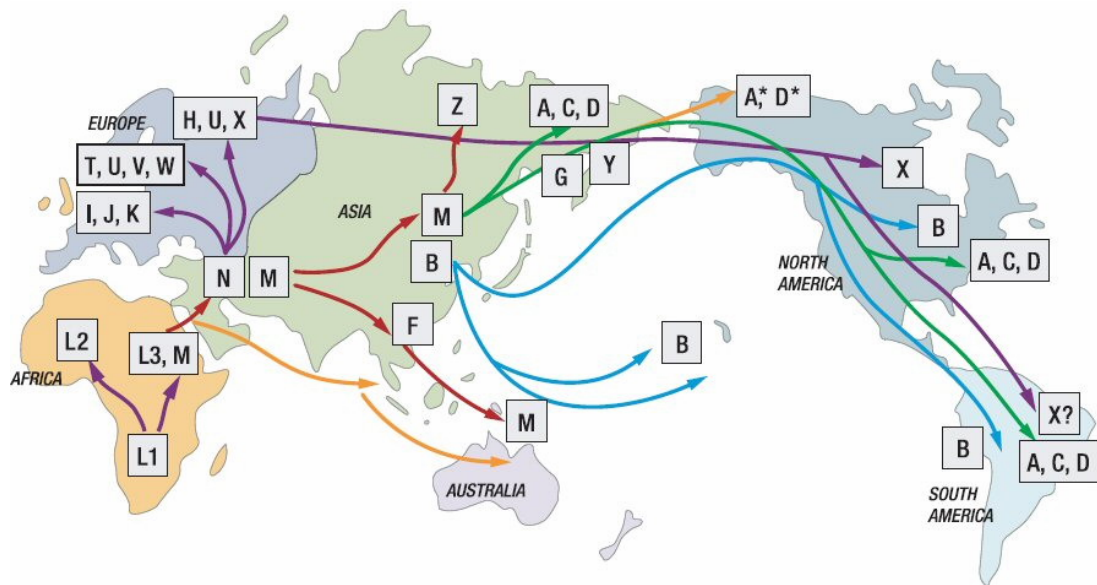 Z
A, C, D
A,* D*
H, U, X
EUROPE
T, U, V, W
Y
G
X
I, J, K
ASIA
M
B
B
NORTH
AMERICA
A, C, D
N
M
F
B
L2
L3, M
AFRICA
M
X?
L1
B
A, C, D
AUSTRALIA
SOUTH
AMERICA